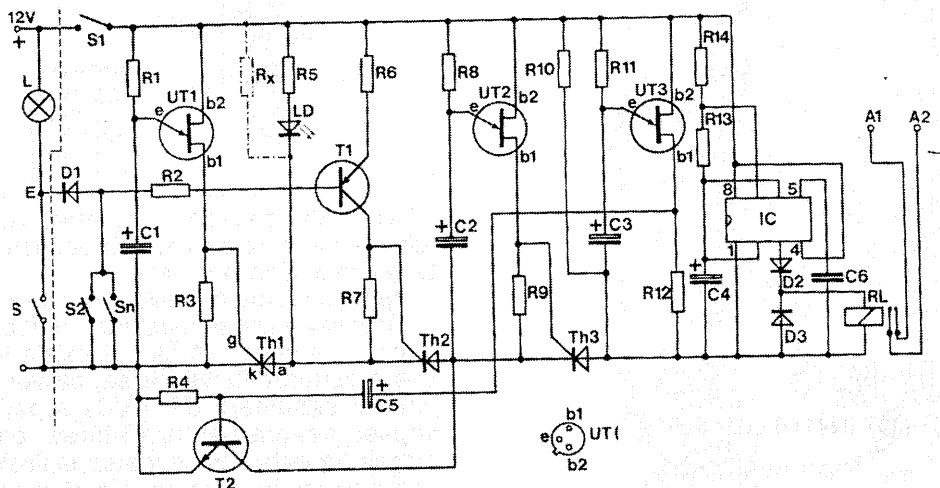 12V
+
S1
L
R1
UT1
e
b2
b1
Rx
R5
LD
R6
T1
R8
UT2
e
b2
b1
R10
R11
UT3
e
b2
b1
R14
R13
A1
A2
E
D1
R2
+
C1
+
C2
+
C3
8
5
IC
1
4
+
C4
D2
C6
RL
D3
S
S2
Sn
R3
R7
R9
R12
g
Th1
k
a
Th2
Th3
R4
+
C5
T2
b1
e
UT1
b2